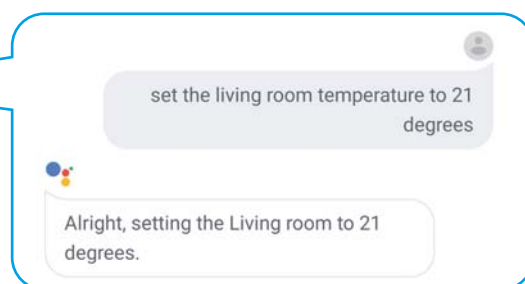 set the living room temperature to 21
degrees
Alright, setting the Living room to 21
degrees.